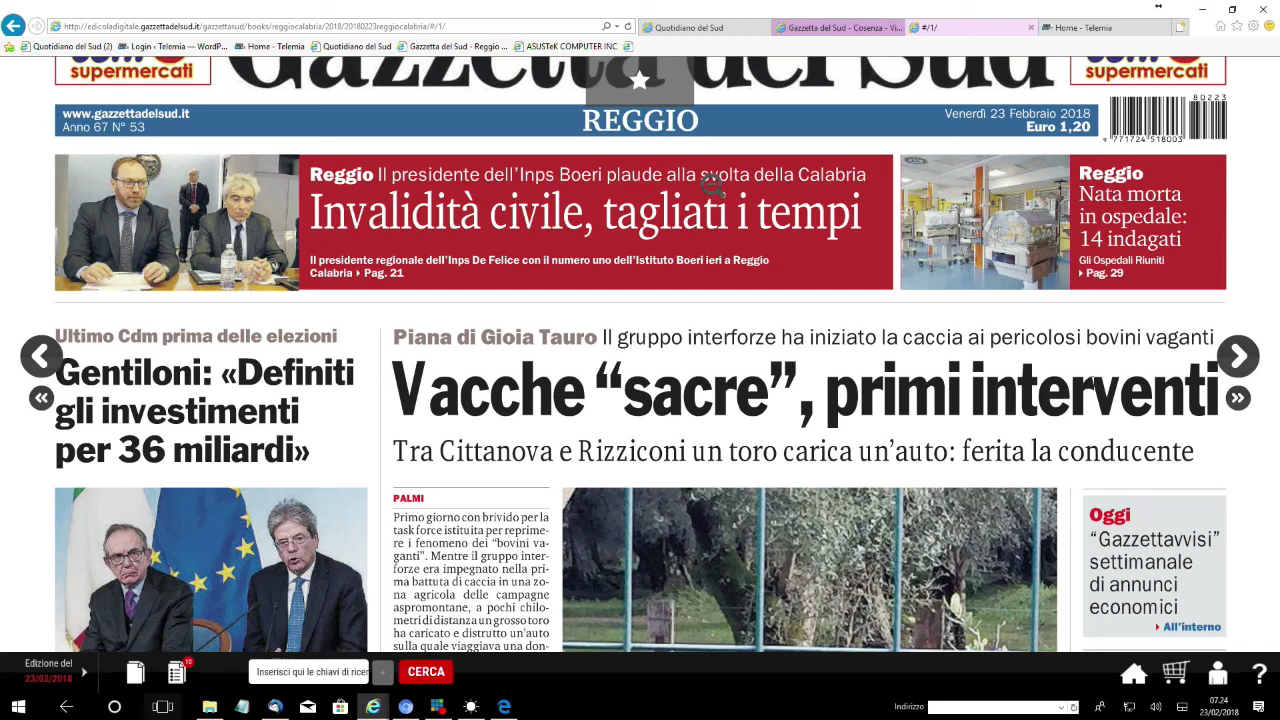 http://edicoladigitale.gazzettadelsud.it/gazzettasud/books/reggiocalabria/2018/20180223reggiocalabria/#/1/
Quotidiano del Sud
Gazzetta del Sud - Cosenza - Vi...
#/1/
Home - Telemia
Quotidiano del Sud (2)
Login ‹ Telemia — WordP...
Home - Telemia
Quotidiano del Sud
Gazzetta del Sud - Reggio ...
ASUSTeK COMPUTER INC
supermercati
Gazzetta del Sud
supermercati
www.gazzettadelsud.it
Anno 67 N° 53
REGGIO
Venerdì 23 Febbraio 2018
Euro 1,20
80223
9 771724 518003
Reggio Il presidente dell'Inps Boeri plaude alla svolta della Calabria
Invalidità civile, tagliati i tempi
Il presidente regionale dell'Inps De Felice con il numero uno dell'Istituto Boeri ieri a Reggio
Calabria Pag. 21
Reggio
Nata morta
in ospedale:
14 indagati
Gli Ospedali Riuniti
Pag. 29
Ultimo Cdm prima delle elezioni
Gentiloni: «Definiti
gli investimenti
per 36 miliardi»
Piana di Gioia Tauro Il gruppo interforze ha iniziato la caccia ai pericolosi bovini vaganti
Vacche “sacre”, primi interventi
Tra Cittanova e Rizziconi un toro carica un'auto: ferita la conducente
PALMI
Primo giorno con brivido per la
task force istituita per reprime-
re i fenomeno dei “bovini va-
ganti”. Mentre il gruppo inter-
forze era impegnato nella pri-
ma battuta di caccia in una zo-
na agricola delle campagne
aspromontane, a pochi chilo-
metri di distanza un grosso toro
ha caricato e distrutto un'auto
sulla quale viaggiava una don-
Oggi
“Gazzettavvisi”
settimanale
di annunci
economici
All'interno
Edizione del
23/02/2018
10
Inserisci qui le chiavi di ricer
+
CERCA
?
Indirizzo
07.24
23/02/2018